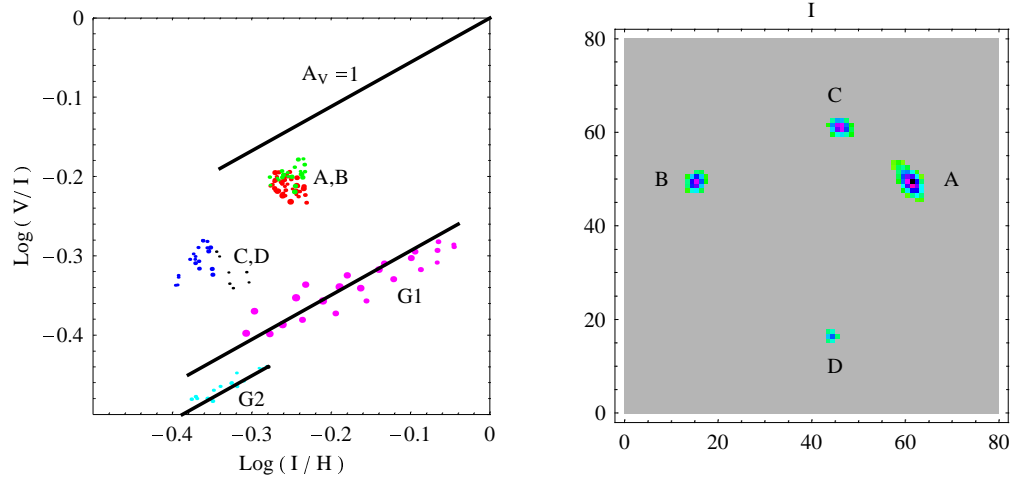 0
−0.1
−0.2
−0.3
−0.4
Log ( V / I )
A_V =1
A,B
C,D
G1
G2
−0.4 −0.3 −0.2 −0.1 0
Log ( I / H )
I
80
60
40
20
0
C
B
A
D
0 20 40 60 80